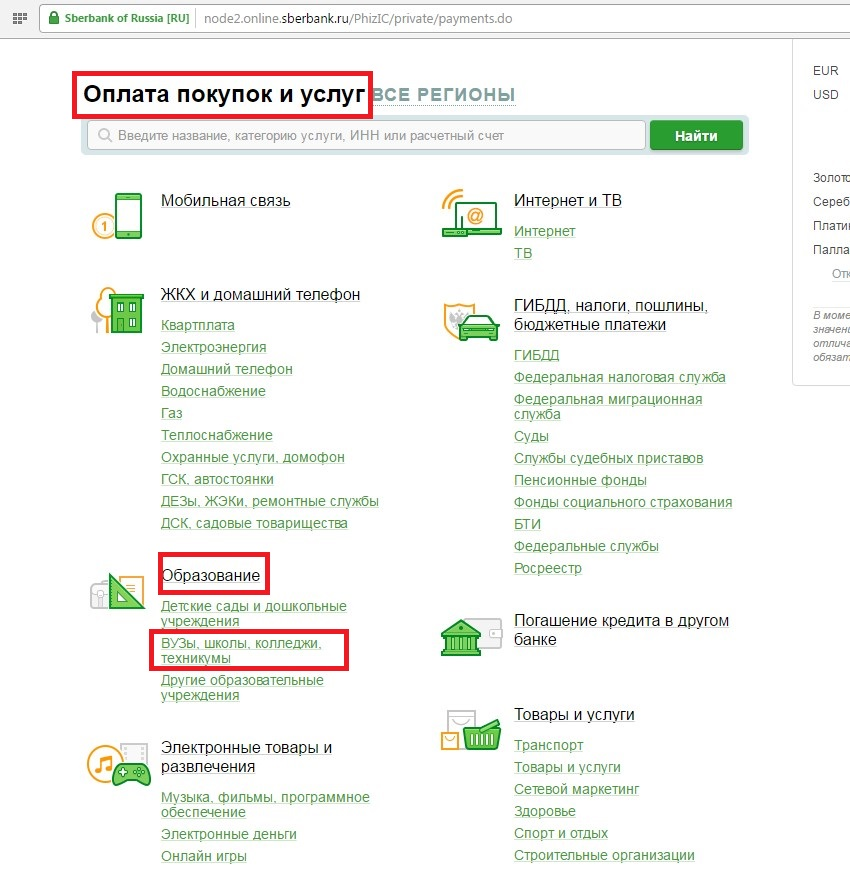 Sberbank of Russia [RU] node2.online.sberbank.ru/PhizIC/private/payments.do
Оплата покупок и услуг ВСЕ РЕГИОНЫ
Введите название, категорию услуги, ИНН или расчетный счет
Найти
Мобильная связь
ЖКХ и домашний телефон
Квартплата
Электроэнергия
Домашний телефон
Водоснабжение
Газ
Теплоснабжение
Охранные услуги, домофон
ГСК, автостоянки
ДЕЗы, ЖЭКи, ремонтные службы
ДСК, садовые товарищества
Образование
Детские сады и дошкольные
учреждения
ВУЗы, школы, колледжи,
техникумы
Другие образовательные
учреждения
Электронные товары и
развлечения
Музыка, фильмы, программное
обеспечение
Электронные деньги
Онлайн игры
Интернет и ТВ
Интернет
ТВ
ГИБДД, налоги, пошлины,
бюджетные платежи
ГИБДД
Федеральная налоговая служба
Федеральная миграционная
служба
Суды
Службы судебных приставов
Пенсионные фонды
Фонды социального страхования
БТИ
Федеральные службы
Росреестр
Погашение кредита в другом
банке
Товары и услуги
Транспорт
Товары и услуги
Сетевой маркетинг
Здоровье
Спорт и отдых
Строительные организации
EUR
USD
Золото
Сереб
Платин
Палла
Отк
В моме
значени
отлича
обязат